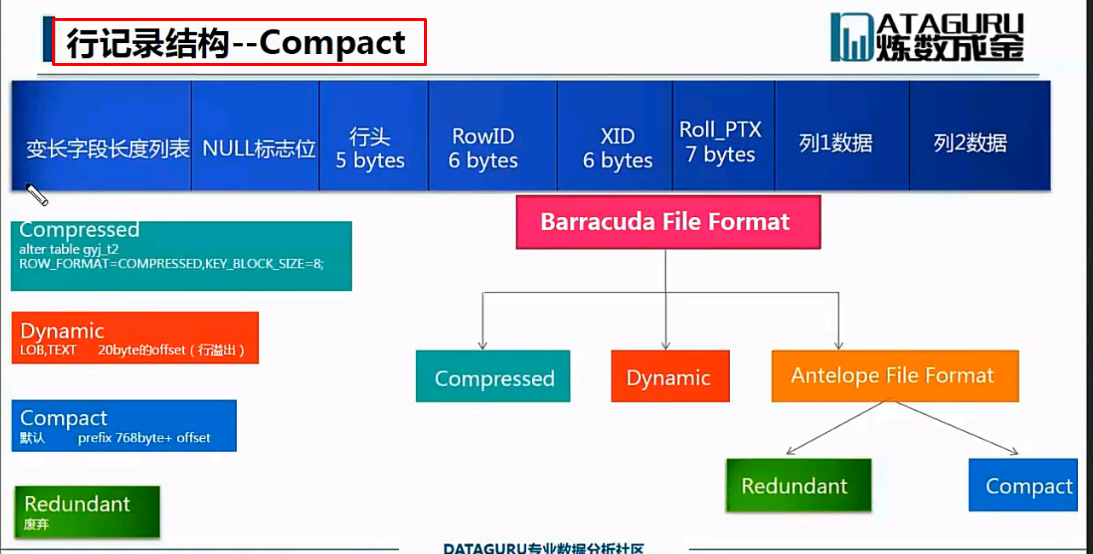 行记录结构--Compact
DATAGURU
炼数成金
变长字段长度列表
NULL标志位
行头
5 bytes
RowID
6 bytes
XID
6 bytes
Roll_PTX
7 bytes
列1数据
列2数据
Compressed
alter table gyj_t2
ROW_FORMAT=COMPRESSED,KEY_BLOCK_SIZE=8;
Dynamic
LOB,TEXT 20byte的offset（行溢出）
Compact
默认 prefix 768byte+ offset
Redundant
废弃
Barracuda File Format
Compressed
Dynamic
Antelope File Format
Redundant
Compact
DATAGURU专业数据分析社区